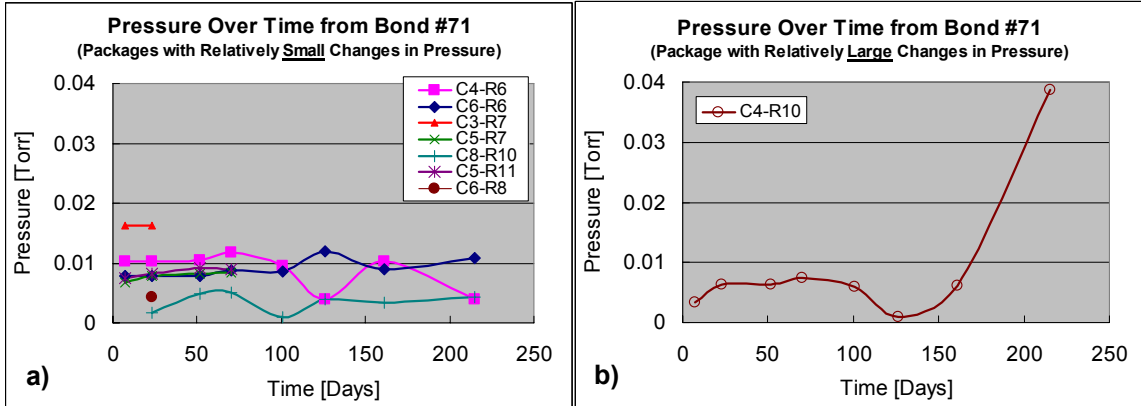 Pressure Over Time from Bond #71
(Packages with Relatively Small Changes in Pressure)
0.04
0.03
0.02
0.01
0
Pressure [Torr]
C4-R6
C6-R6
C3-R7
C5-R7
C8-R10
C5-R11
C6-R8
0 50 100 150 200 250
Time [Days]
a)
Pressure Over Time from Bond #71
(Package with Relatively Large Changes in Pressure)
0.04
0.03
0.02
0.01
0
Pressure [Torr]
C4-R10
0 50 100 150 200 250
Time [Days]
b)